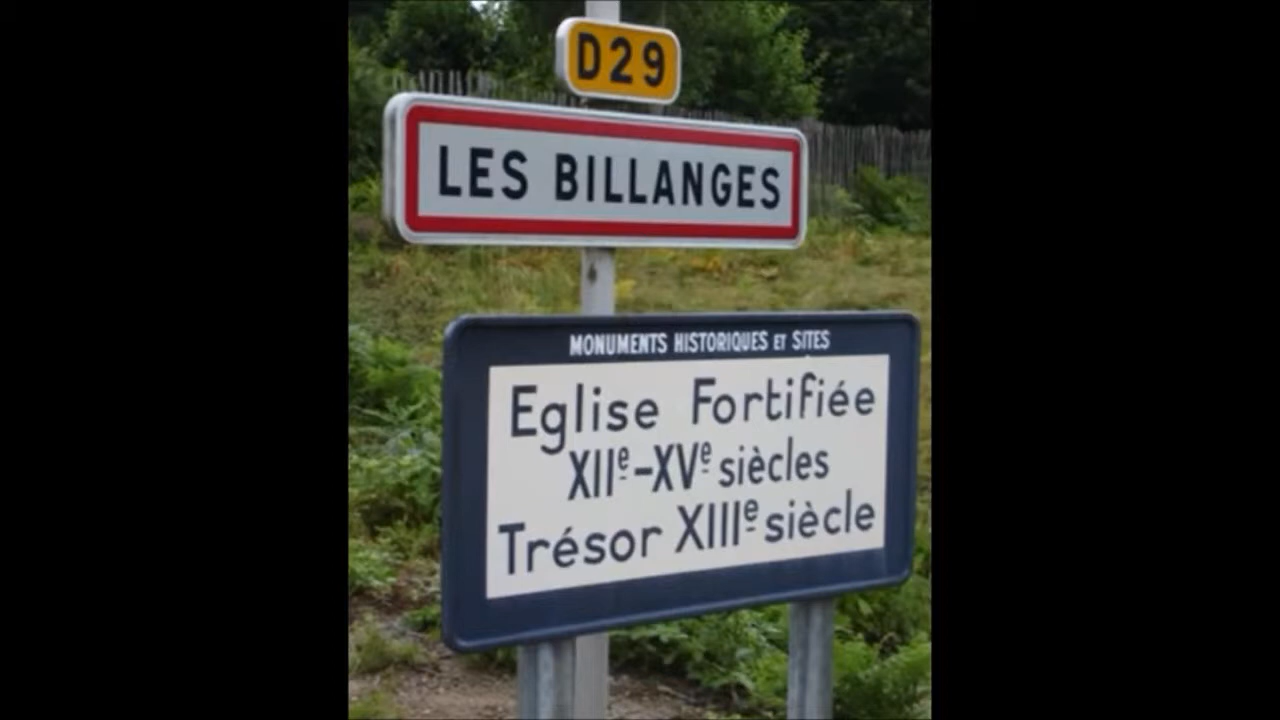 D29
LES BILLANGES
MONUMENTS HISTORIQUES ET SITES
Eglise Fortifiée
XIIe-XVe siècles
Trésor XIIIe siècle